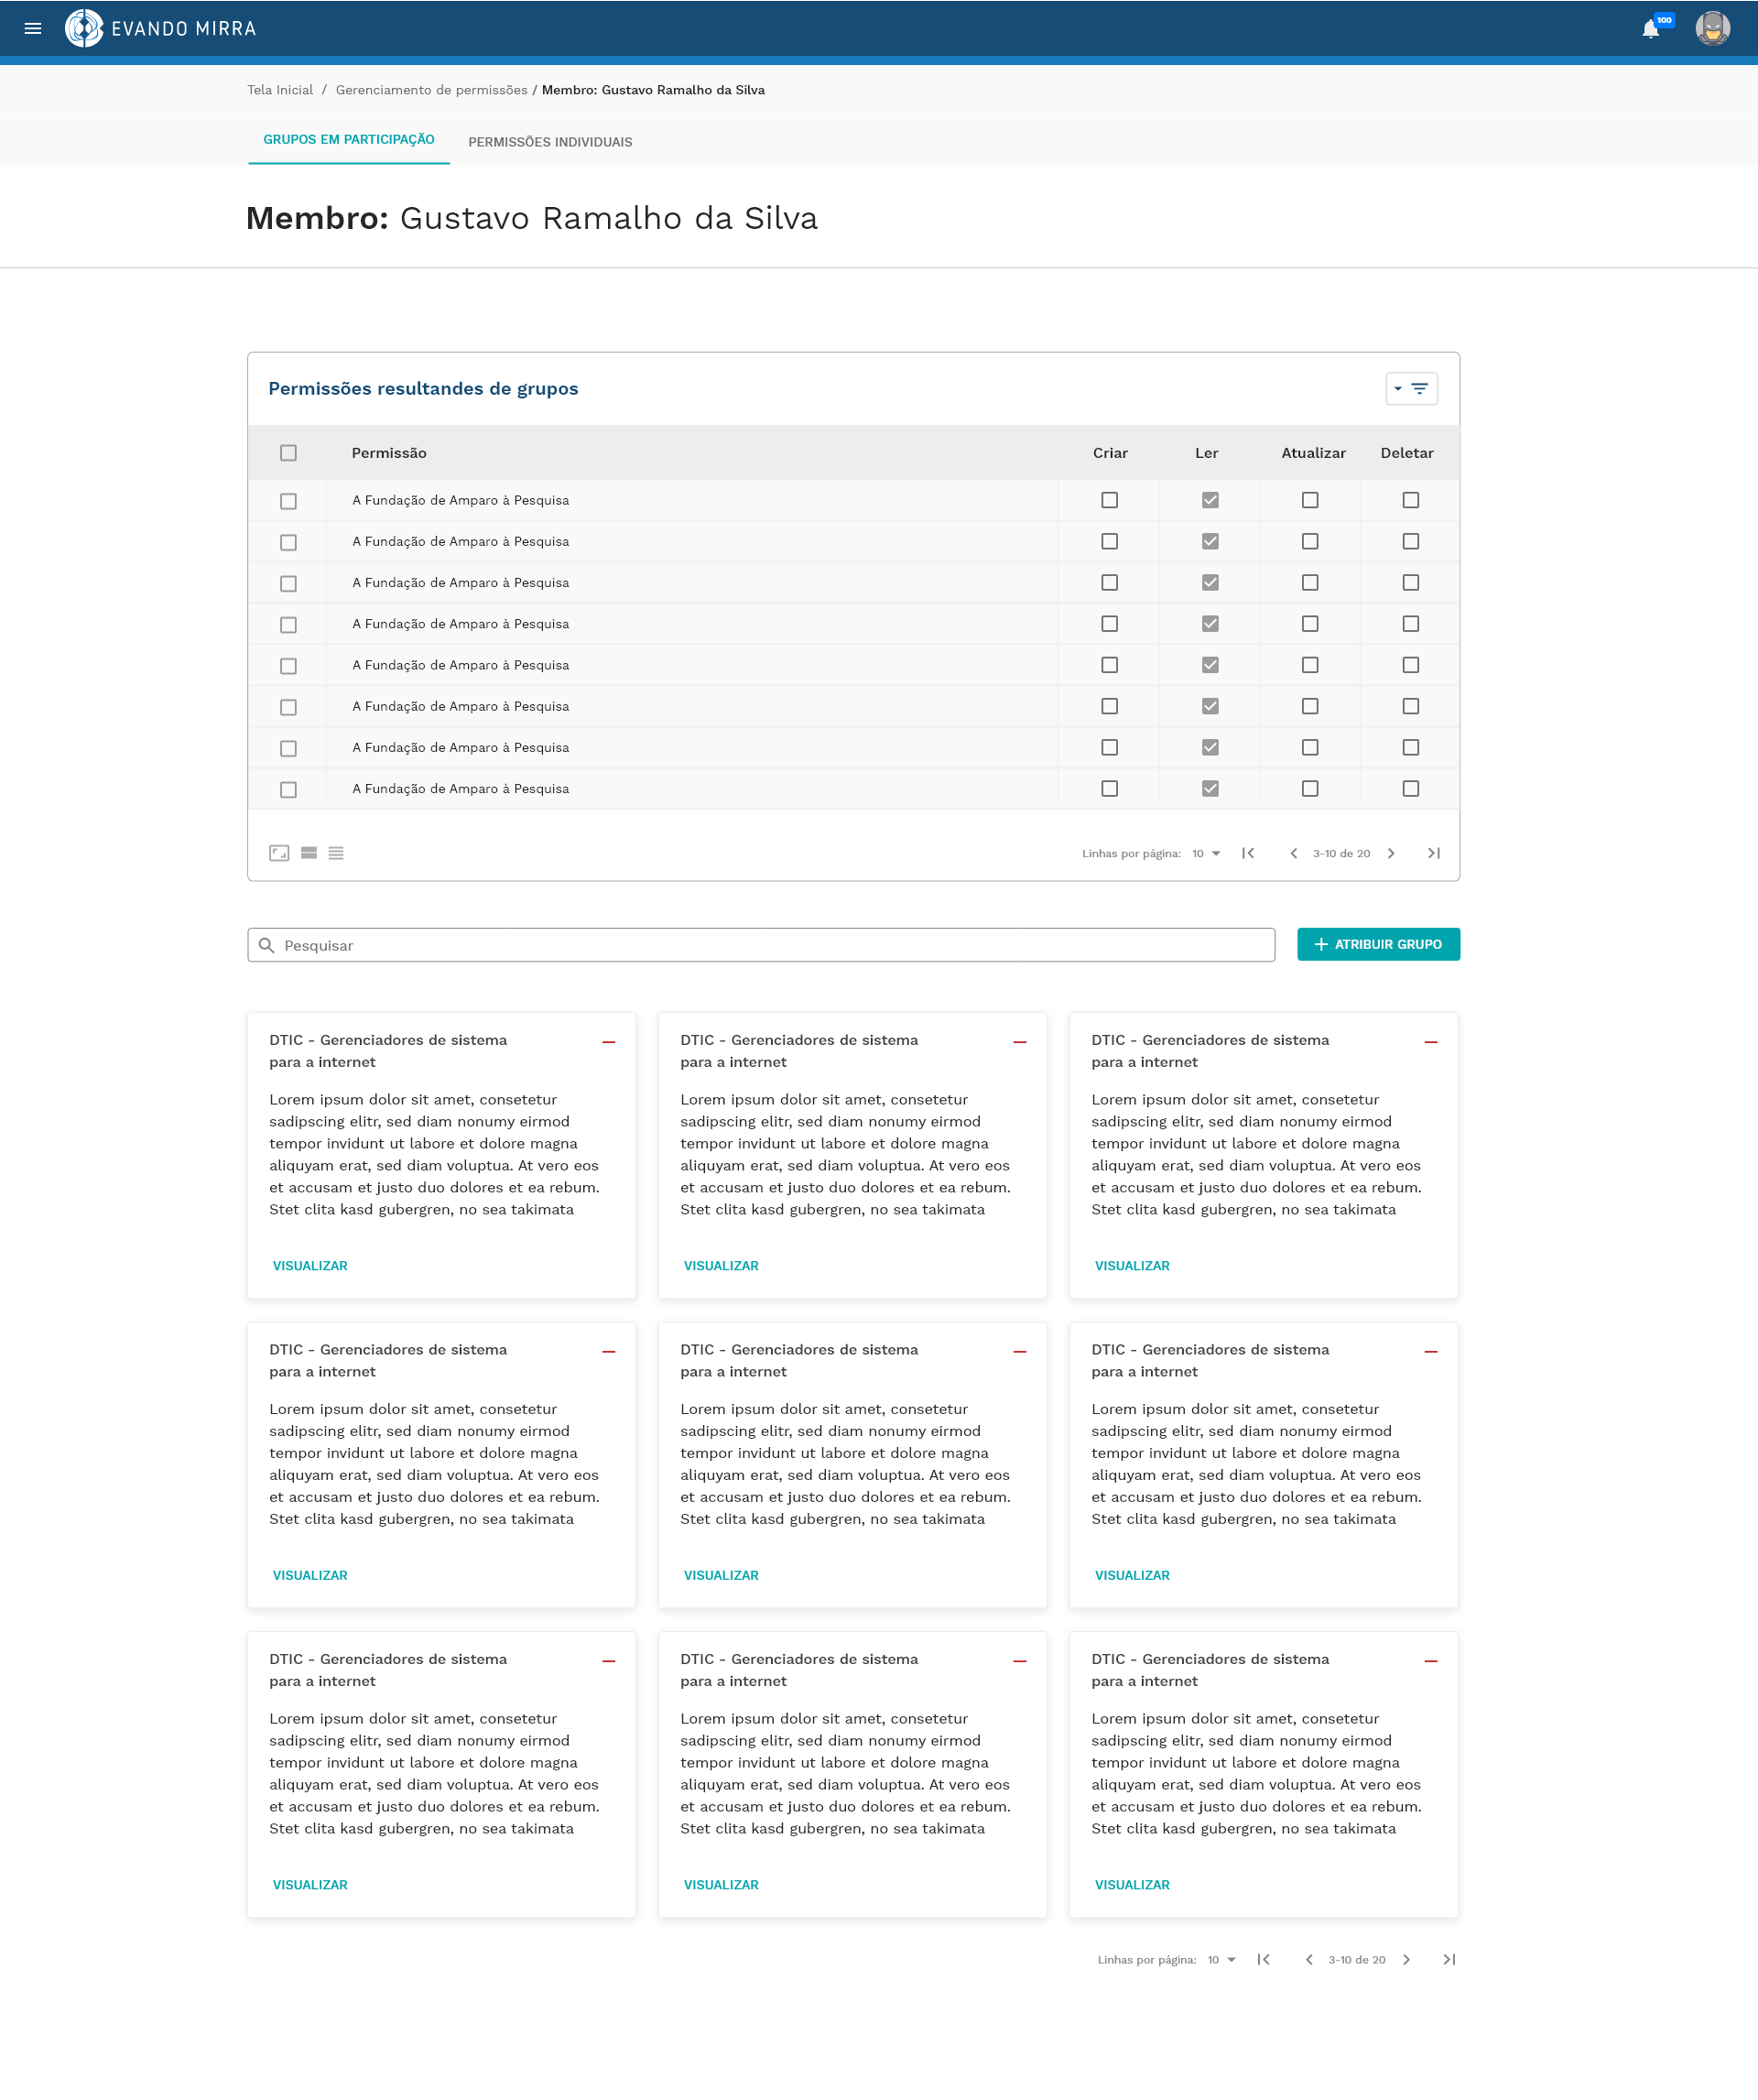 EVANDO MIRRA
100
Tela Inicial / Gerenciamento de permissões / Membro: Gustavo Ramalho da Silva
GRUPOS EM PARTICIPAÇÃO PERMISSÕES INDIVIDUAIS
Membro: Gustavo Ramalho da Silva
Permissões resultandes de grupos
Permissão Criar Ler Atualizar Deletar
A Fundação de Amparo à Pesquisa
A Fundação de Amparo à Pesquisa
A Fundação de Amparo à Pesquisa
A Fundação de Amparo à Pesquisa
A Fundação de Amparo à Pesquisa
A Fundação de Amparo à Pesquisa
A Fundação de Amparo à Pesquisa
A Fundação de Amparo à Pesquisa
Linhas por página: 10 3-10 de 20
Pesquisar
ATRIBUIR GRUPO
DTIC - Gerenciadores de sistema
para a internet
Lorem ipsum dolor sit amet, consetetur
sadipscing elitr, sed diam nonumy eirmod
tempor invidunt ut labore et dolore magna
aliquyam erat, sed diam voluptua. At vero eos
et accusam et justo duo dolores et ea rebum.
Stet clita kasd gubergren, no sea takimata
VISUALIZAR
DTIC - Gerenciadores de sistema
para a internet
Lorem ipsum dolor sit amet, consetetur
sadipscing elitr, sed diam nonumy eirmod
tempor invidunt ut labore et dolore magna
aliquyam erat, sed diam voluptua. At vero eos
et accusam et justo duo dolores et ea rebum.
Stet clita kasd gubergren, no sea takimata
VISUALIZAR
DTIC - Gerenciadores de sistema
para a internet
Lorem ipsum dolor sit amet, consetetur
sadipscing elitr, sed diam nonumy eirmod
tempor invidunt ut labore et dolore magna
aliquyam erat, sed diam voluptua. At vero eos
et accusam et justo duo dolores et ea rebum.
Stet clita kasd gubergren, no sea takimata
VISUALIZAR
DTIC - Gerenciadores de sistema
para a internet
Lorem ipsum dolor sit amet, consetetur
sadipscing elitr, sed diam nonumy eirmod
tempor invidunt ut labore et dolore magna
aliquyam erat, sed diam voluptua. At vero eos
et accusam et justo duo dolores et ea rebum.
Stet clita kasd gubergren, no sea takimata
VISUALIZAR
DTIC - Gerenciadores de sistema
para a internet
Lorem ipsum dolor sit amet, consetetur
sadipscing elitr, sed diam nonumy eirmod
tempor invidunt ut labore et dolore magna
aliquyam erat, sed diam voluptua. At vero eos
et accusam et justo duo dolores et ea rebum.
Stet clita kasd gubergren, no sea takimata
VISUALIZAR
DTIC - Gerenciadores de sistema
para a internet
Lorem ipsum dolor sit amet, consetetur
sadipscing elitr, sed diam nonumy eirmod
tempor invidunt ut labore et dolore magna
aliquyam erat, sed diam voluptua. At vero eos
et accusam et justo duo dolores et ea rebum.
Stet clita kasd gubergren, no sea takimata
VISUALIZAR
DTIC - Gerenciadores de sistema
para a internet
Lorem ipsum dolor sit amet, consetetur
sadipscing elitr, sed diam nonumy eirmod
tempor invidunt ut labore et dolore magna
aliquyam erat, sed diam voluptua. At vero eos
et accusam et justo duo dolores et ea rebum.
Stet clita kasd gubergren, no sea takimata
VISUALIZAR
DTIC - Gerenciadores de sistema
para a internet
Lorem ipsum dolor sit amet, consetetur
sadipscing elitr, sed diam nonumy eirmod
tempor invidunt ut labore et dolore magna
aliquyam erat, sed diam voluptua. At vero eos
et accusam et justo duo dolores et ea rebum.
Stet clita kasd gubergren, no sea takimata
VISUALIZAR
DTIC - Gerenciadores de sistema
para a internet
Lorem ipsum dolor sit amet, consetetur
sadipscing elitr, sed diam nonumy eirmod
tempor invidunt ut labore et dolore magna
aliquyam erat, sed diam voluptua. At vero eos
et accusam et justo duo dolores et ea rebum.
Stet clita kasd gubergren, no sea takimata
VISUALIZAR
Linhas por página: 10 3-10 de 20